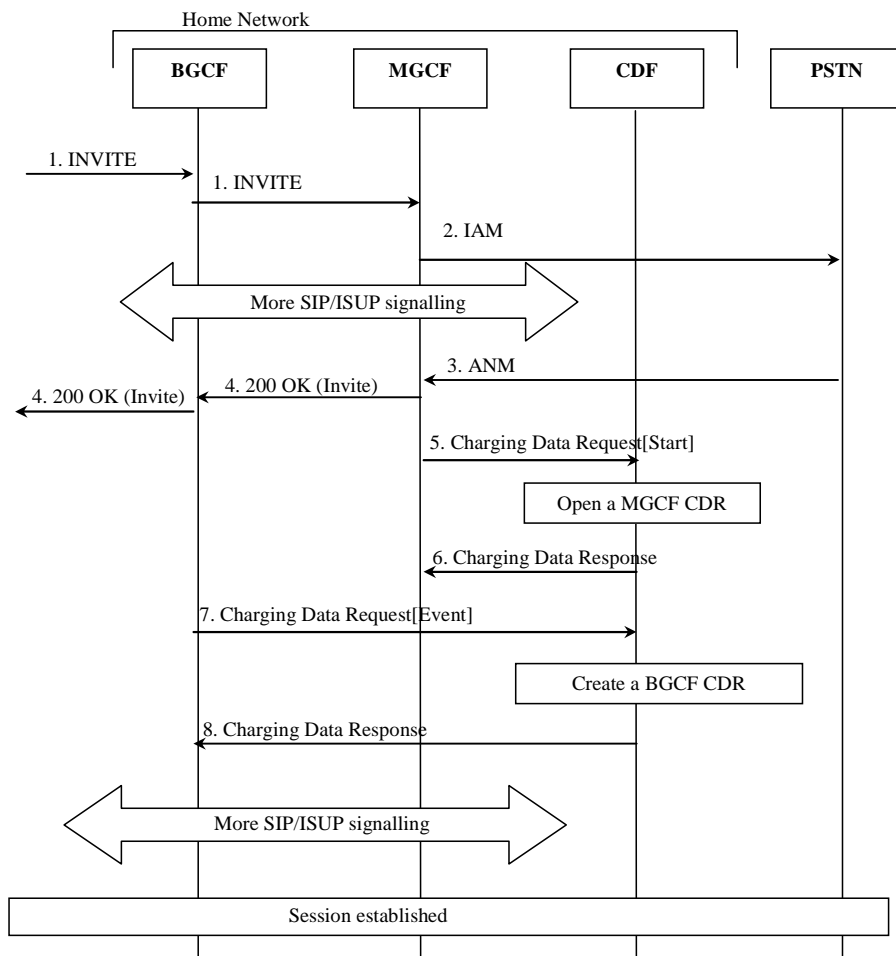 Home Network
BGCF
MGCF
CDF
PSTN
1. INVITE
1. INVITE
2. IAM
More SIP/ISUP signalling
3. ANM
4. 200 OK (Invite)
4. 200 OK (Invite)
5. Charging Data Request[Start]
Open a MGCF CDR
6. Charging Data Response
7. Charging Data Request[Event]
Create a BGCF CDR
8. Charging Data Response
More SIP/ISUP signalling
Session established